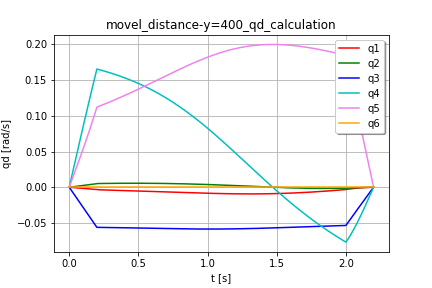 movel_distance-y=400_qd_calculation
qd [rad/s]
0.20
0.15
0.10
0.05
0.00
−0.05
0.0 0.5 1.0 1.5 2.0
t [s]
q1
q2
q3
q4
q5
q6